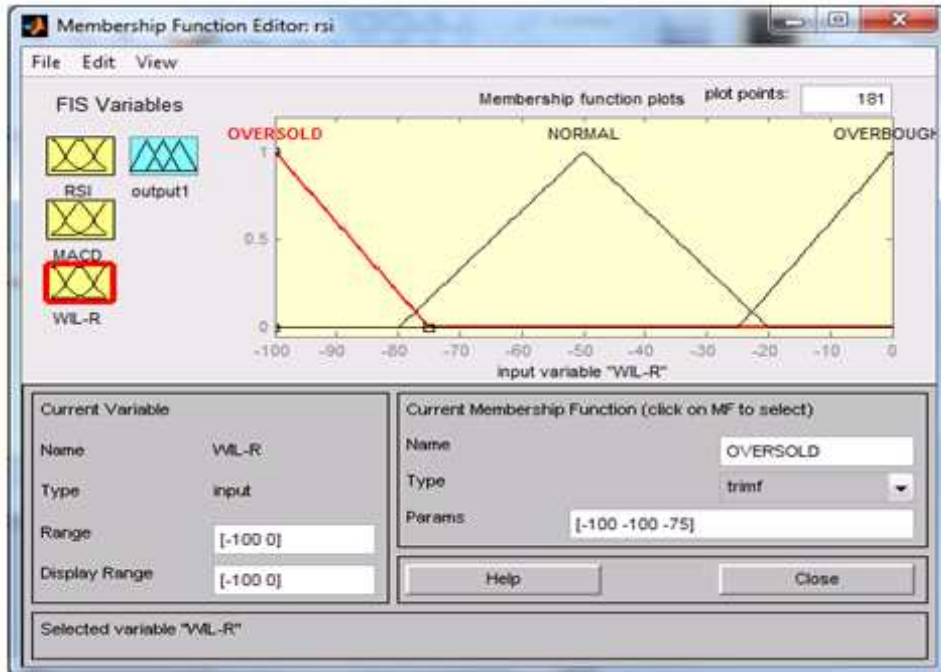 Membership Function Editor: rsi
File Edit View
FIS Variables
Membership function plots plot points: 181
OVERSOLD NORMAL OVERBOUGH
RSI output1
MACD
WIL-R
1
0.5
0
-100 -90 -80 -70 -60 -50 -40 -30 -20 -10 0
input variable "WIL-R"
Current Variable
Name WIL-R
Type input
Range [-100 0]
Display Range [-100 0]
Current Membership Function (click on MF to select)
Name OVERSOLD
Type trimf
Params [-100 -100 -75]
Help Close
Selected variable "WIL-R"